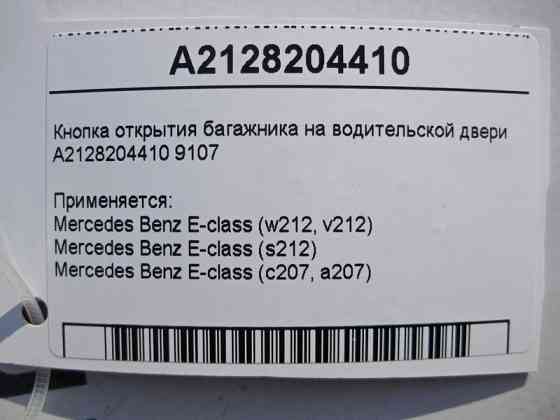 A2128204410
Кнопка открытия багажника на водительской двери
A2128204410 9107
Применяется:
Mercedes Benz E-class (w212, v212)
Mercedes Benz E-class (s212)
Mercedes Benz E-class (c207, a207)